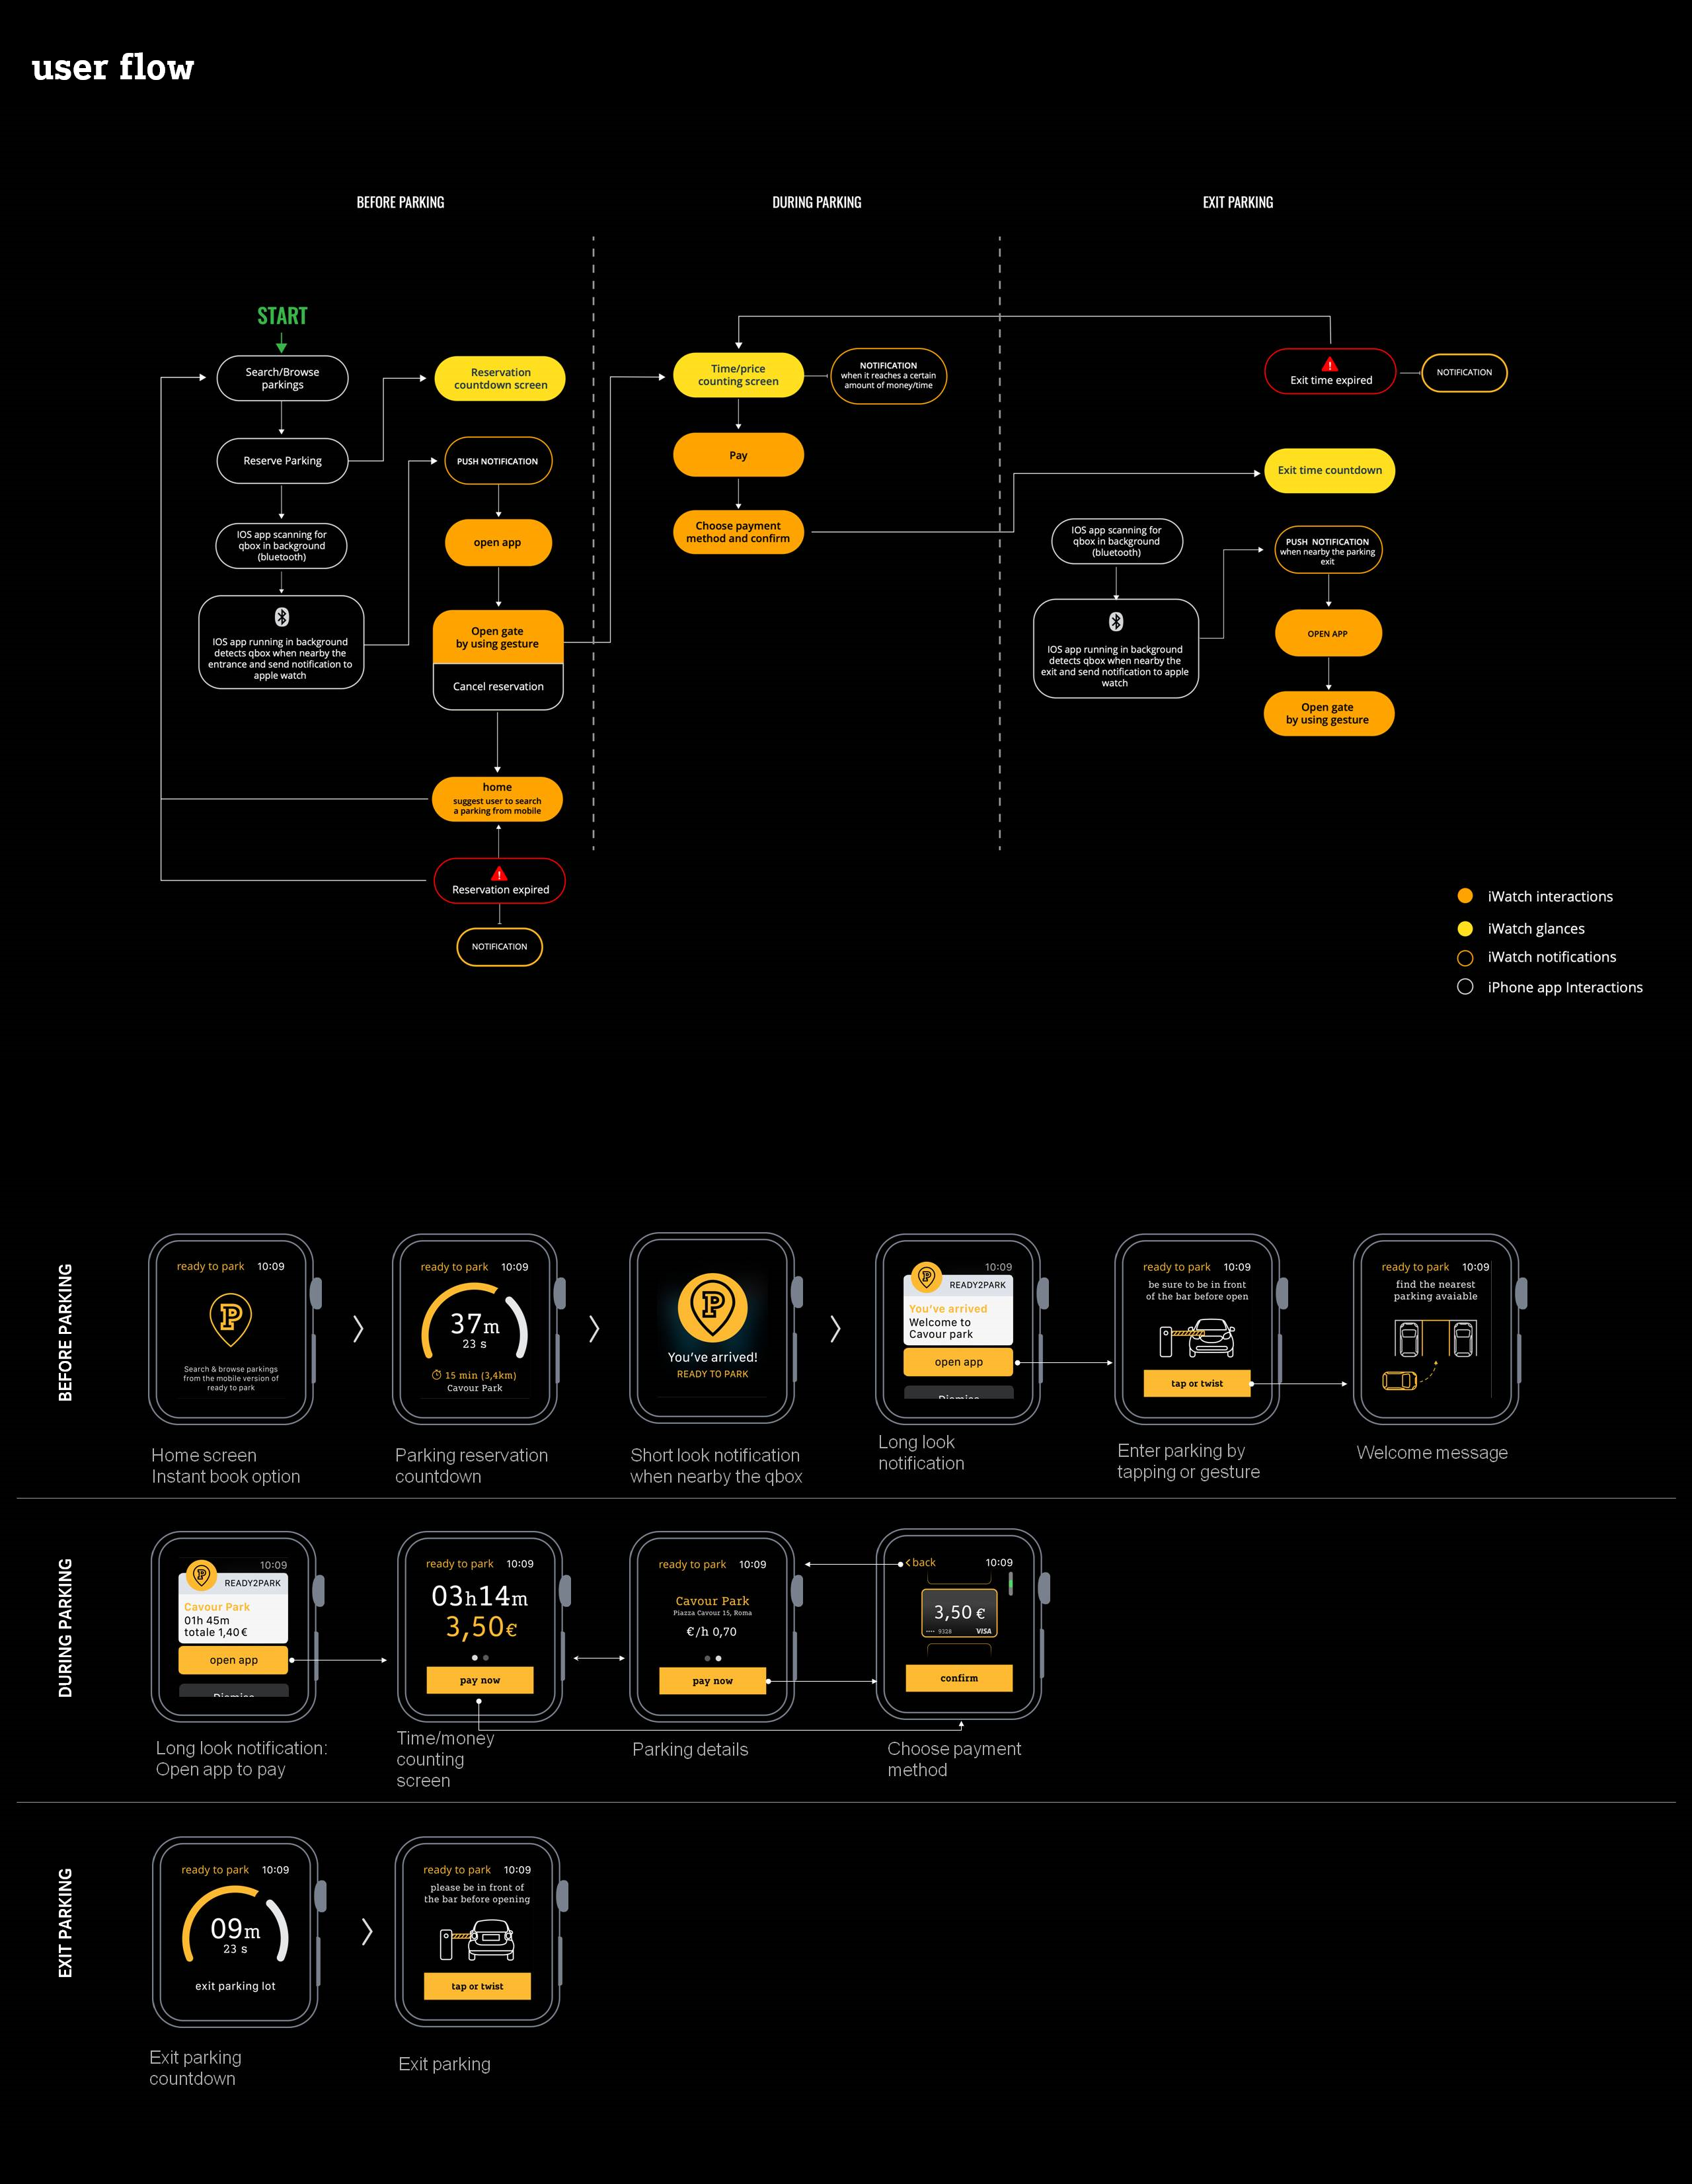 user flow
BEFORE PARKING
DURING PARKING
EXIT PARKING
START
Search/Browse
parkings
Reservation
countdown screen
Reserve Parking
PUSH NOTIFICATION
IOS app scanning for
qbox in background
(bluetooth)
open app
IOS app running in background
detects qbox when nearby the
entrance and send notification to
apple watch
Open gate
by using gesture
Cancel reservation
home
suggest user to search
a parking from mobile
Reservation expired
NOTIFICATION
Time/price
counting screen
NOTIFICATION
when it reaches a certain
amount of money/time
Pay
Choose payment
method and confirm
Exit time expired
NOTIFICATION
Exit time countdown
IOS app scanning for
qbox in background
(bluetooth)
PUSH NOTIFICATION
when nearby the parking
exit
IOS app running in background
detects qbox when nearby the
exit and send notification to apple
watch
OPEN APP
Open gate
by using gesture
iWatch interactions
iWatch glances
iWatch notifications
iPhone app Interactions
BEFORE PARKING
ready to park 10:09
Search & browse parkings
from the mobile version of
ready to park
Home screen
Instant book option
ready to park 10:09
37m
23 s
15 min (3,4km)
Cavour Park
Parking reservation
countdown
You've arrived!
READY TO PARK
Short look notification
when nearby the qbox
10:09
READY2PARK
You've arrived
Welcome to
Cavour park
open app
Dismiss
Long look
notification
ready to park 10:09
be sure to be in front
of the bar before open
tap or twist
Enter parking by
tapping or gesture
ready to park 10:09
find the nearest
parking avaiable
Welcome message
DURING PARKING
10:09
READY2PARK
Cavour Park
01h 45m
totale 1,40€
open app
Dismiss
Long look notification:
Open app to pay
ready to park 10:09
03h14m
3,50€
pay now
Time/money
counting
screen
ready to park 10:09
Cavour Park
Piazza Cavour 15, Roma
€/h 0,70
pay now
Parking details
<back 10:09
3,50 €
•••• 9328 VISA
confirm
Choose payment
method
EXIT PARKING
ready to park 10:09
09m
23 s
exit parking lot
Exit parking
countdown
ready to park 10:09
please be in front of
the bar before opening
tap or twist
Exit parking